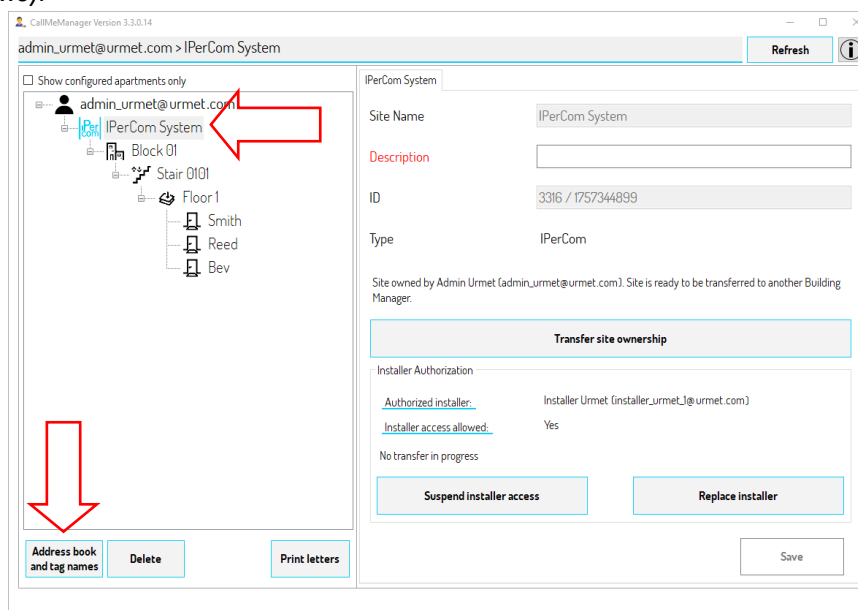 CallMeManager Version 3.3.0.14
admin_urmet@urmet.com > IPerCom System
Refresh
Show configured apartments only
admin_urmet@urmet.com
IPer
com
IPerCom System
Block 01
Stair 0101
Floor 1
Smith
Reed
Bev
Address book
and tag names
Delete
Print letters
IPerCom System
Site Name
IPerCom System
Description
ID
3316 / 1757344899
Type
IPerCom
Site owned by Admin Urmet (admin_urmet@urmet.com). Site is ready to be transferred to another Building
Manager.
Transfer site ownership
Installer Authorization
Authorized installer:
Installer Urmet (installer_urmet_1@urmet.com)
Installer access allowed:
Yes
No transfer in progress
Suspend installer access
Replace installer
Save